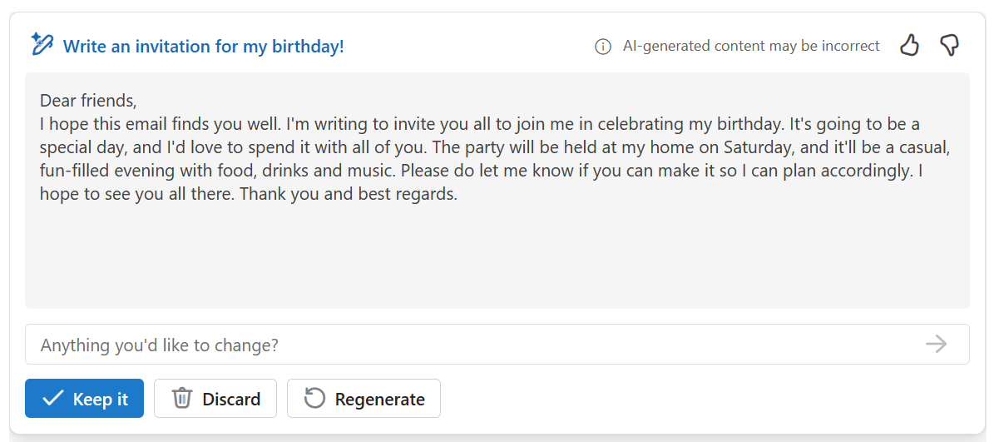 Write an invitation for my birthday!
AI-generated content may be incorrect
Dear friends,
I hope this email finds you well. I'm writing to invite you all to join me in celebrating my birthday. It's going to be a
special day, and I'd love to spend it with all of you. The party will be held at my home on Saturday, and it'll be a casual,
fun-filled evening with food, drinks and music. Please do let me know if you can make it so I can plan accordingly. I
hope to see you all there. Thank you and best regards.
Anything you'd like to change?
Keep it
Discard
Regenerate